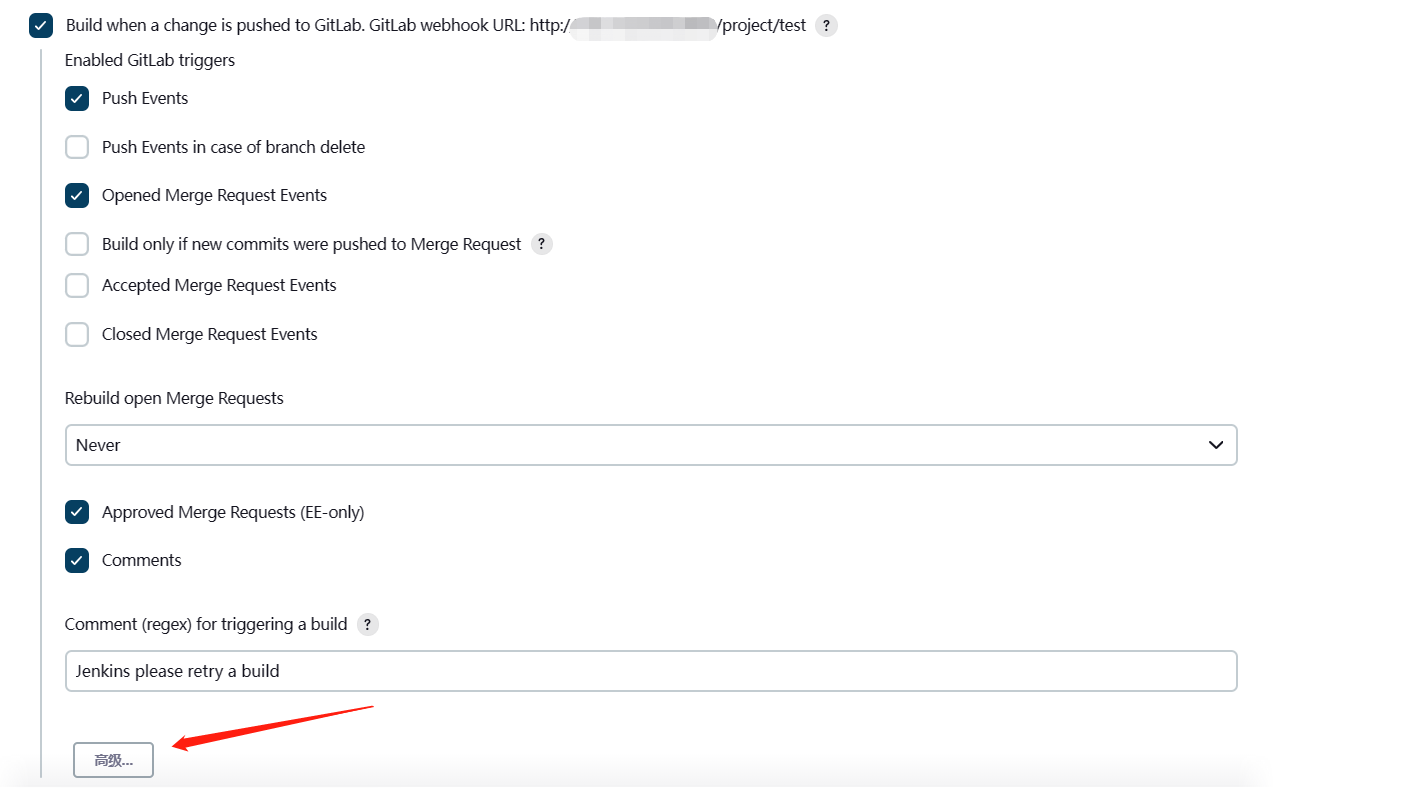 Build when a change is pushed to GitLab. GitLab webhook URL: http:/ /project/test ?
Enabled GitLab triggers
Push Events
Push Events in case of branch delete
Opened Merge Request Events
Build only if new commits were pushed to Merge Request ?
Accepted Merge Request Events
Closed Merge Request Events
Rebuild open Merge Requests
Never
Approved Merge Requests (EE-only)
Comments
Comment (regex) for triggering a build ?
Jenkins please retry a build
高级...